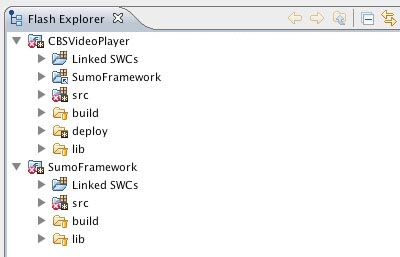 Flash Explorer
CBSVideoPlayer
Linked SWCs
SumoFramework
src
build
deploy
lib
SumoFramework
Linked SWCs
src
build
lib